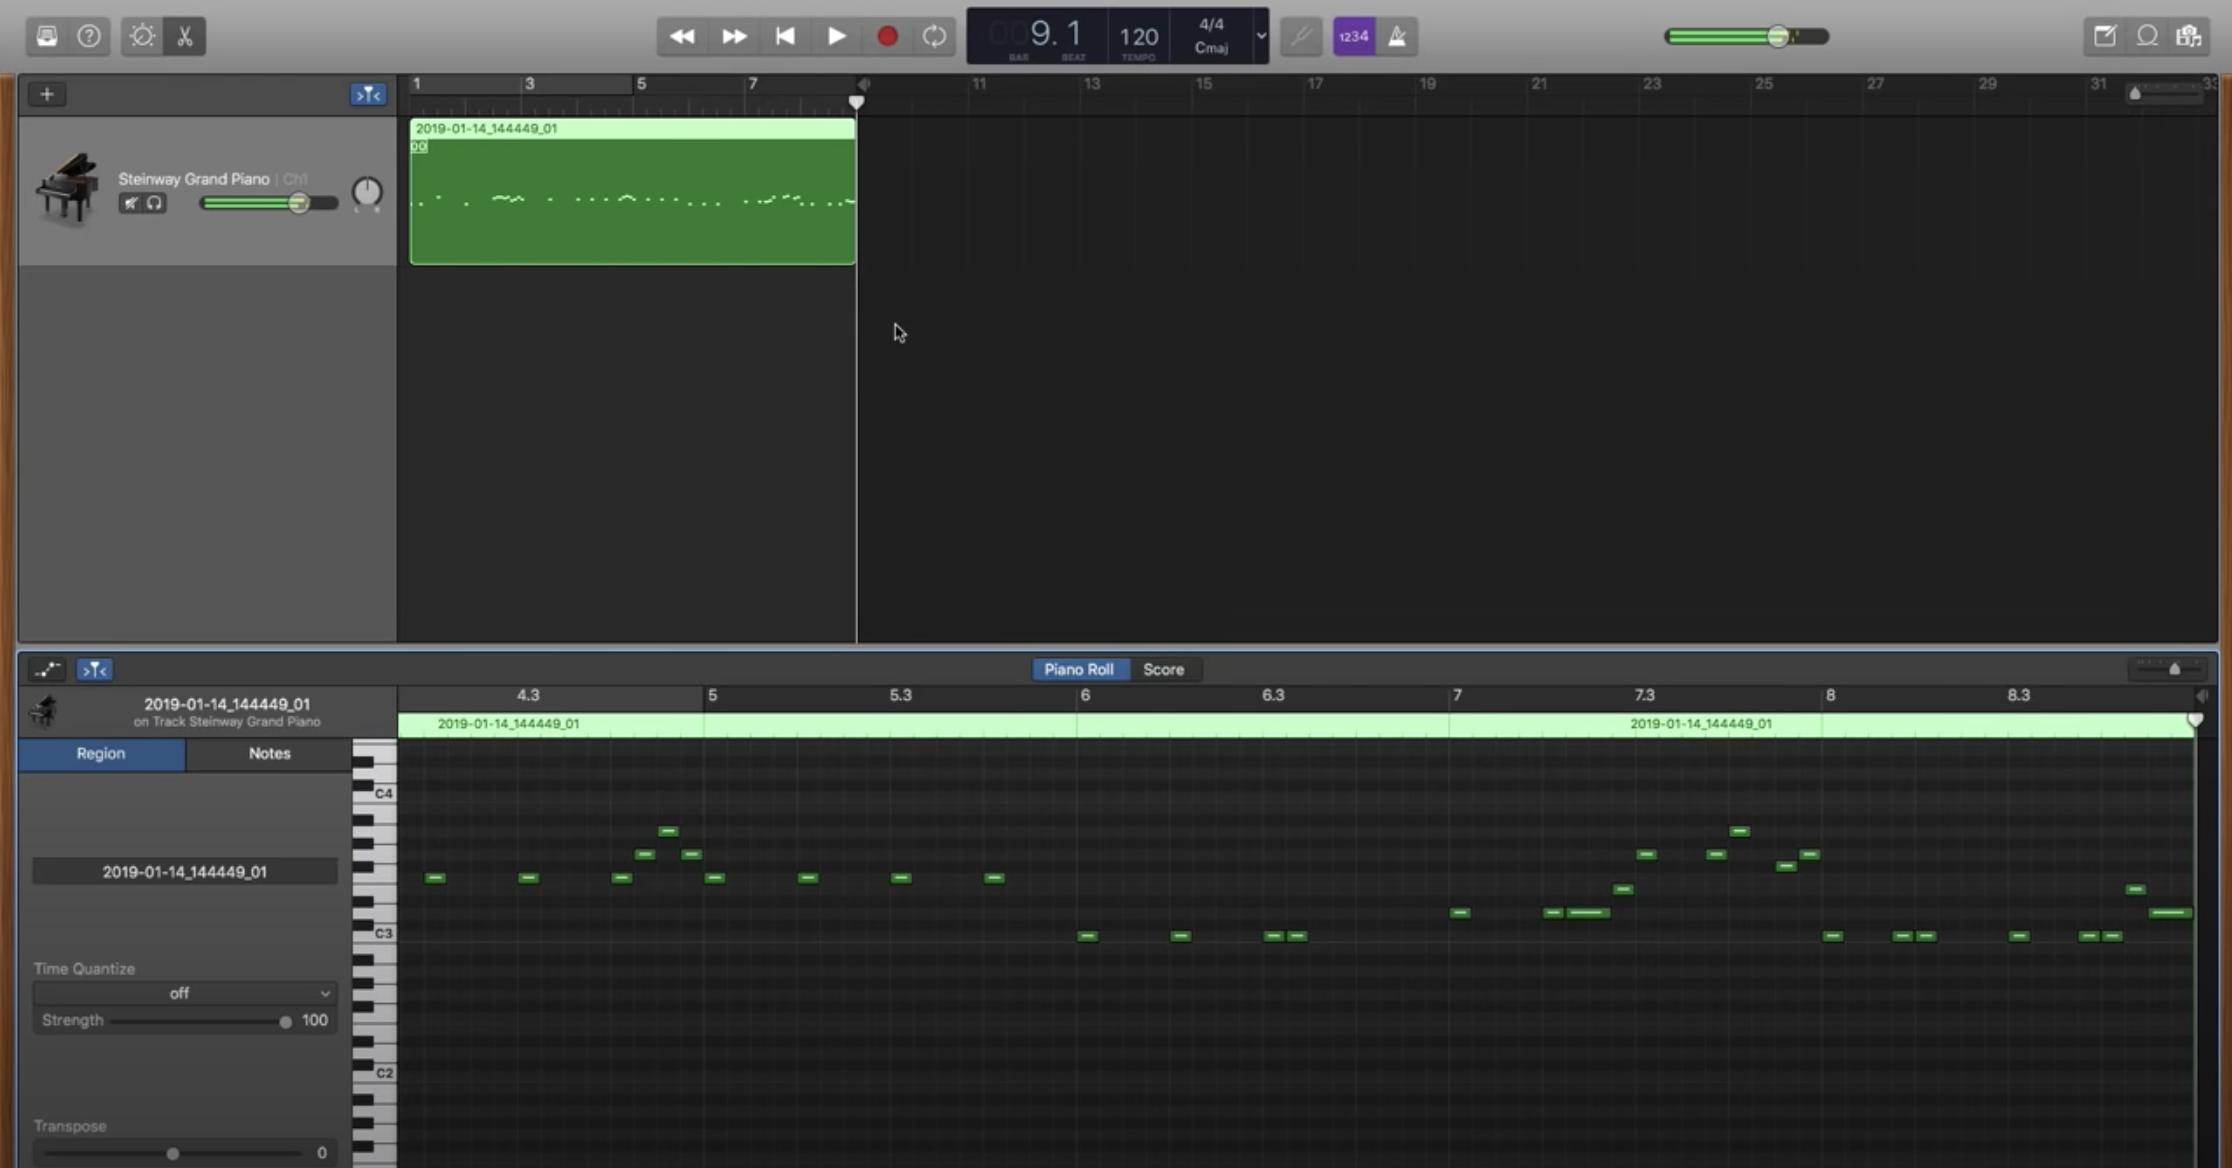 009. 1
BAR BEAT
120
TEMPO
4/4
Cmaj
1234
1 3 5 7 11 13 15 17 19 21 23 25 27 29 31 33
2019-01-14_144449_01
Steinway Grand Piano | Ch1
Piano Roll Score
2019-01-14_144449_01
on Track Steinway Grand Piano
4.3 5 5.3 6 6.3 7 7.3 8 8.3
2019-01-14_144449_01 2019-01-14_144449_01
Region Notes
C4
2019-01-14_144449_01
C3
Time Quantize
off
Strength 100
C2
Transpose
0